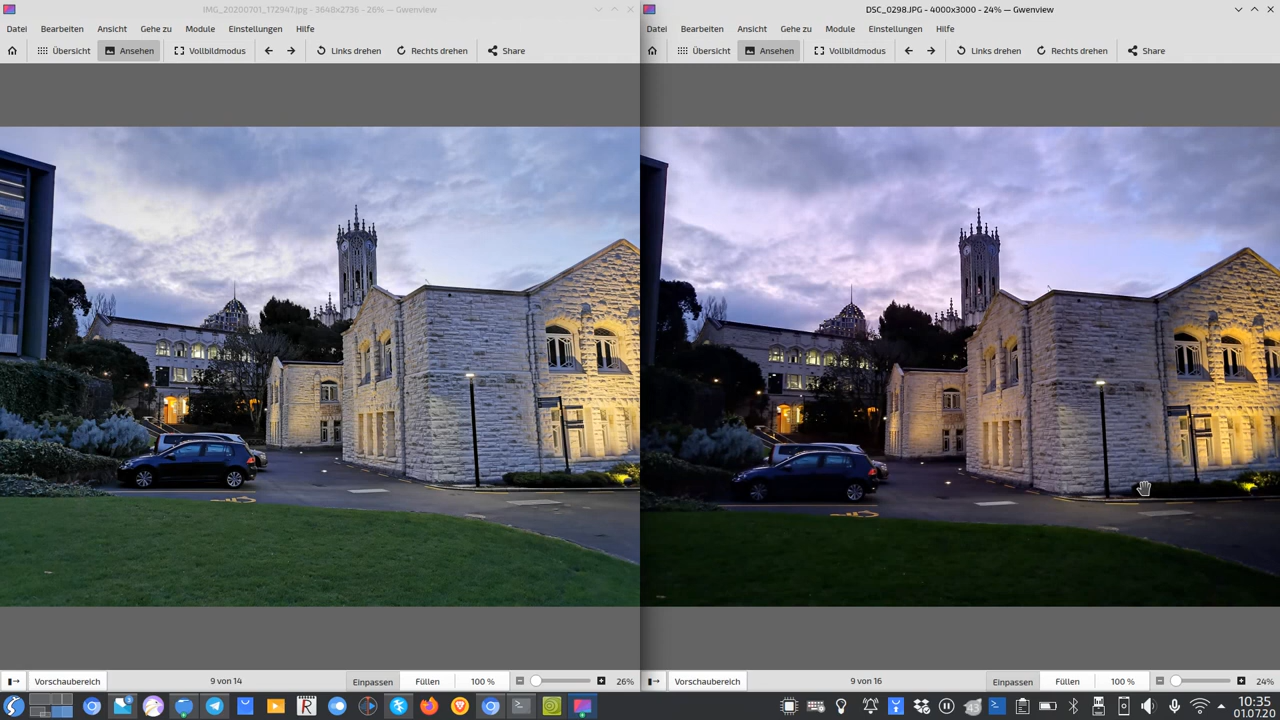 IMG_20200701_172947.jpg - 3648x2736 - 26% — Gwenview
Datei Bearbeiten Ansicht Gehe zu Module Einstellungen Hilfe
Übersicht Ansehen Vollbildmodus Links drehen Rechts drehen Share
Vorschaubereich 9 von 14 Einpassen Füllen 100 % 26%
DSC_0298.JPG - 4000x3000 - 24% — Gwenview
Datei Bearbeiten Ansicht Gehe zu Module Einstellungen Hilfe
Übersicht Ansehen Vollbildmodus Links drehen Rechts drehen Share
Vorschaubereich 9 von 16 Einpassen Füllen 100 % 24%
R 13 10:35
01.07.20